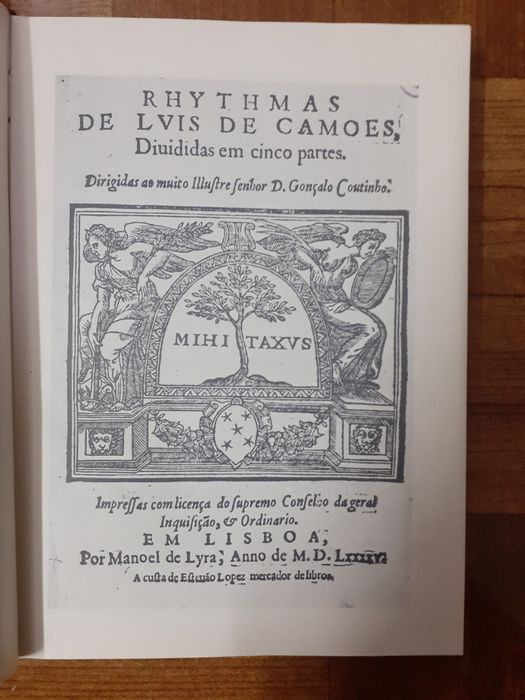 RHYTHMAS
DE LVIS DE CAMOES,
Diuididas em cinco partes.
Dirigidas ao muito Illustre senhor D. Gonçalo Coutinho.
MIHI TAXVS
Impressas com licença do supremo Conselho da geral
Inquisição, & Ordinario.
EM LISBOA,
Por Manoel de Lyra, Anno de M. D. LXXXXV.
A custa de Esteuão Lopez mercador de libros.